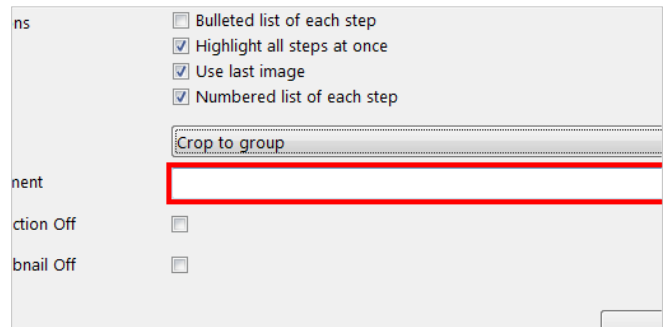 ns
Bulleted list of each step
Highlight all steps at once
Use last image
Numbered list of each step
Crop to group
nent
ction Off
bnail Off